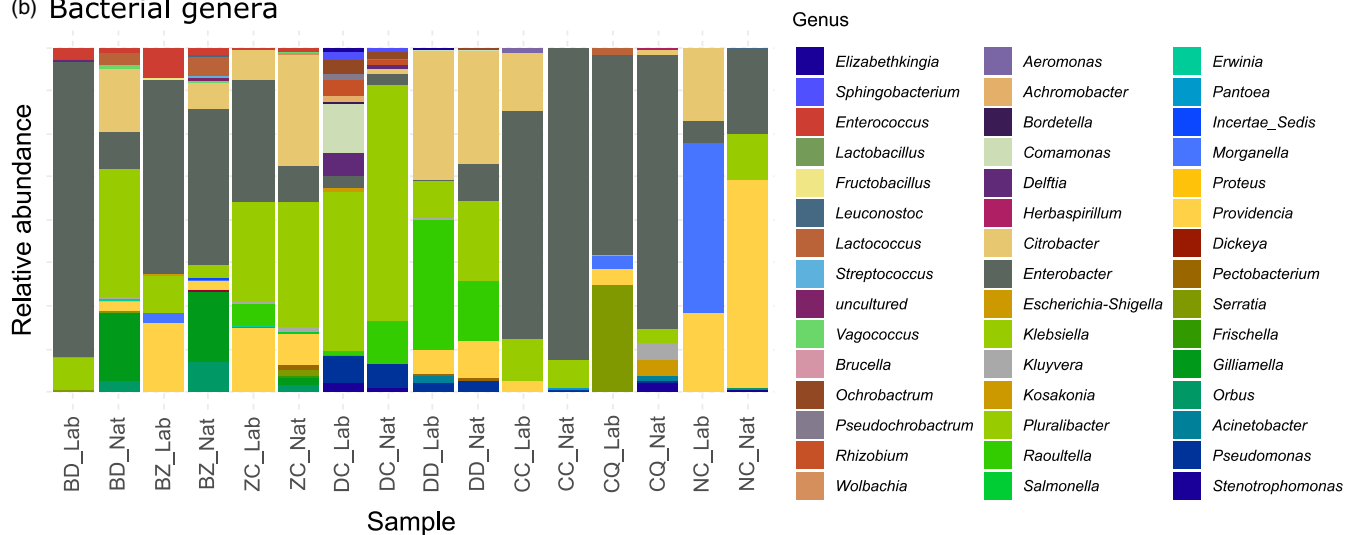 (b) Bacterial genera
Relative abundance
BD_Lab
BD_Nat
BZ_Lab
BZ_Nat
ZC_Lab
ZC_Nat
DC_Lab
DC_Nat
DD_Lab
DD_Nat
CC_Lab
CC_Nat
CQ_Lab
CQ_Nat
NC_Lab
NC_Nat
Sample
Genus
Elizabethkingia
Sphingobacterium
Enterococcus
Lactobacillus
Fructobacillus
Leuconostoc
Lactococcus
Streptococcus
uncultured
Vagococcus
Brucella
Ochrobactrum
Pseudochrobactrum
Rhizobium
Wolbachia
Aeromonas
Achromobacter
Bordetella
Comamonas
Delftia
Herbaspirillum
Citrobacter
Enterobacter
Escherichia-Shigella
Klebsiella
Kluyvera
Kosakonia
Pluralibacter
Raoultella
Salmonella
Erwinia
Pantoea
Incertae_Sedis
Morganella
Proteus
Providencia
Dickeya
Pectobacterium
Serratia
Frischella
Gilliamella
Orbus
Acinetobacter
Pseudomonas
Stenotrophomonas